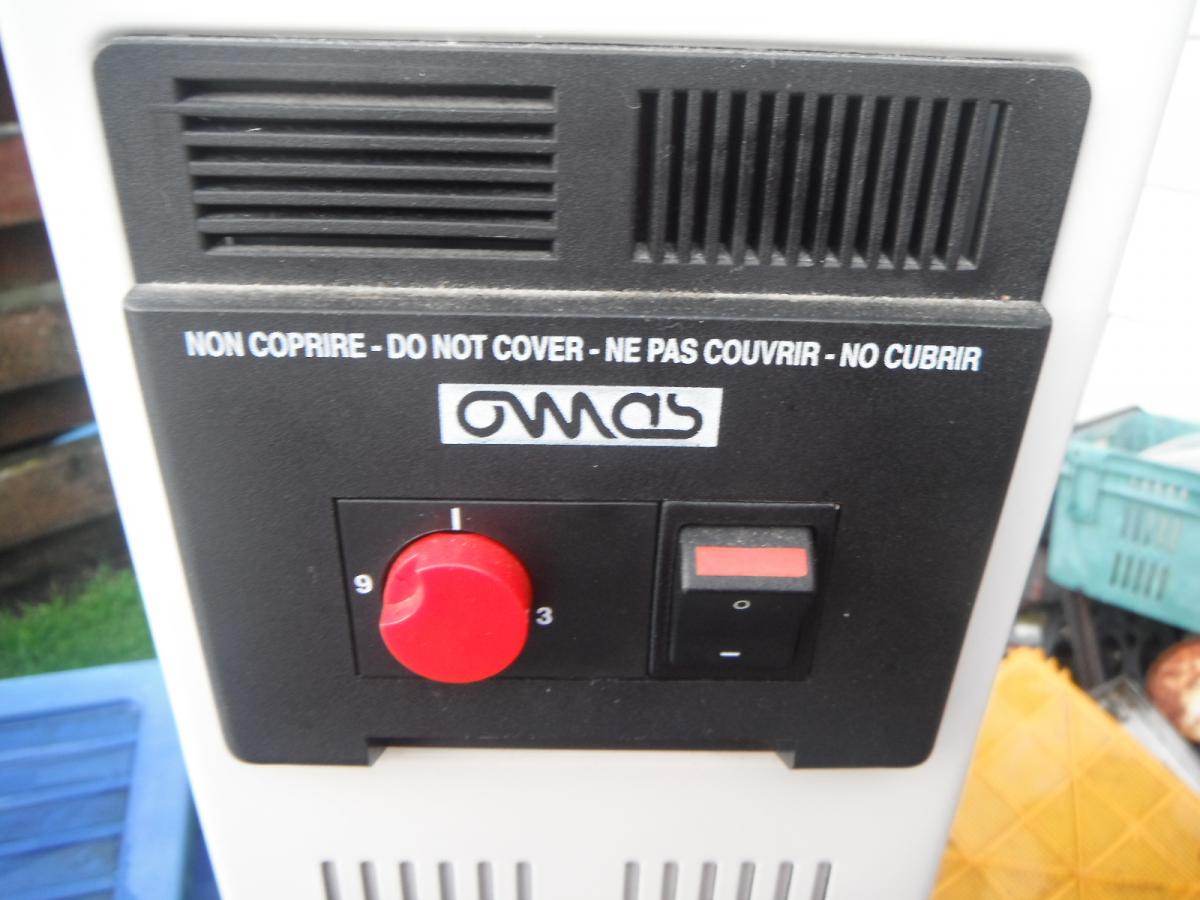 NON COPRIRE - DO NOT COVER - NE PAS COUVRIR - NO CUBRIR
omas
9
3